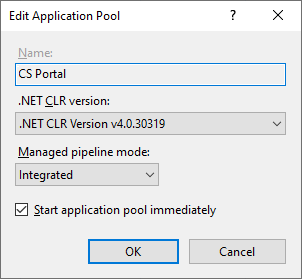 Edit Application Pool
?
Name:
CS Portal
.NET CLR version:
.NET CLR Version v4.0.30319
Managed pipeline mode:
Integrated
Start application pool immediately
OK
Cancel